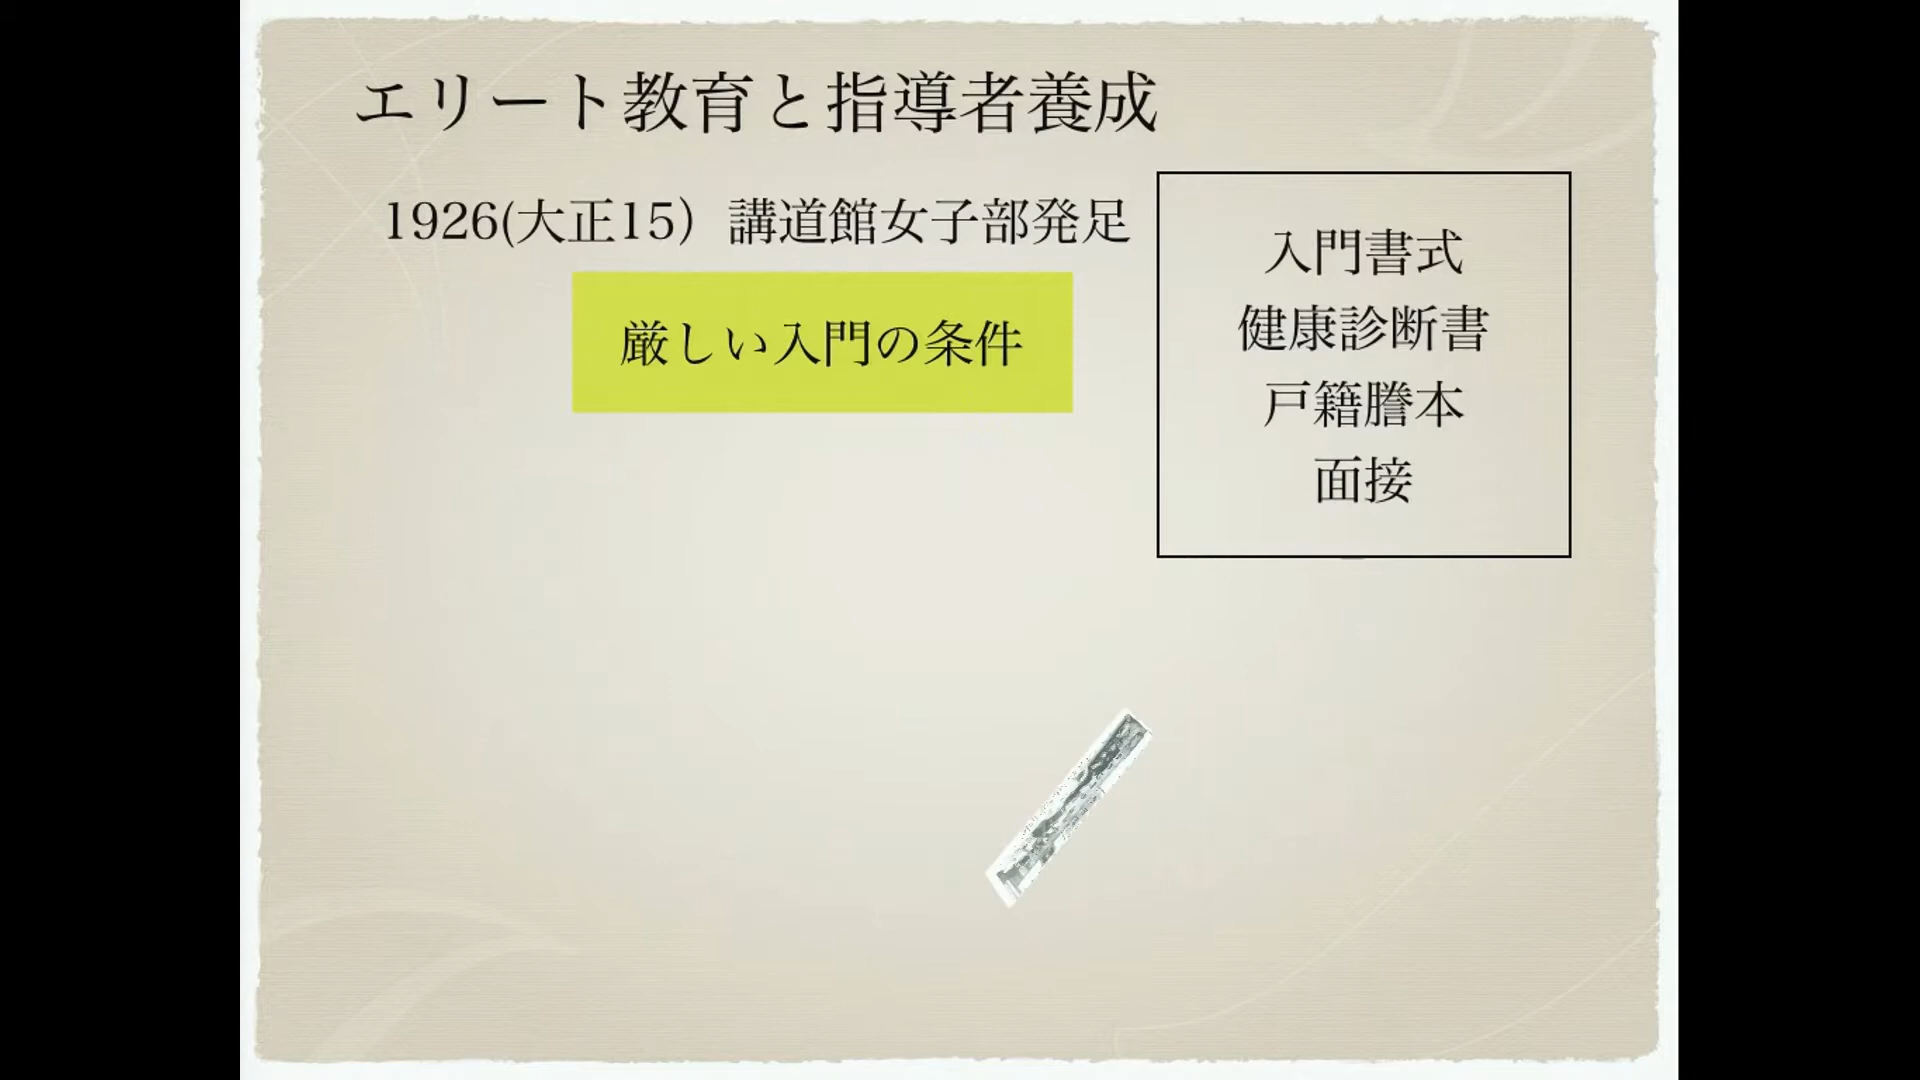 エリート教育と指導者養成
1926(大正15）講道館女子部発足
厳しい入門の条件
入門書式
健康診断書
戸籍謄本
面接